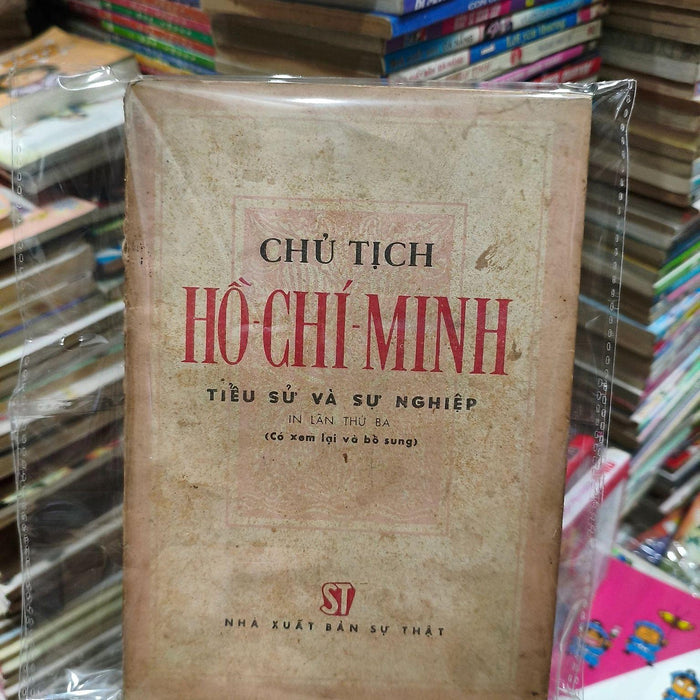 CHỦ TỊCH
HỒ-CHÍ-MINH
TIỂU SỬ VÀ SỰ NGHIỆP
IN LẦN THỨ BA
(Có xem lại và bổ sung)
ST
NHÀ XUẤT BẢN SỰ THẬT